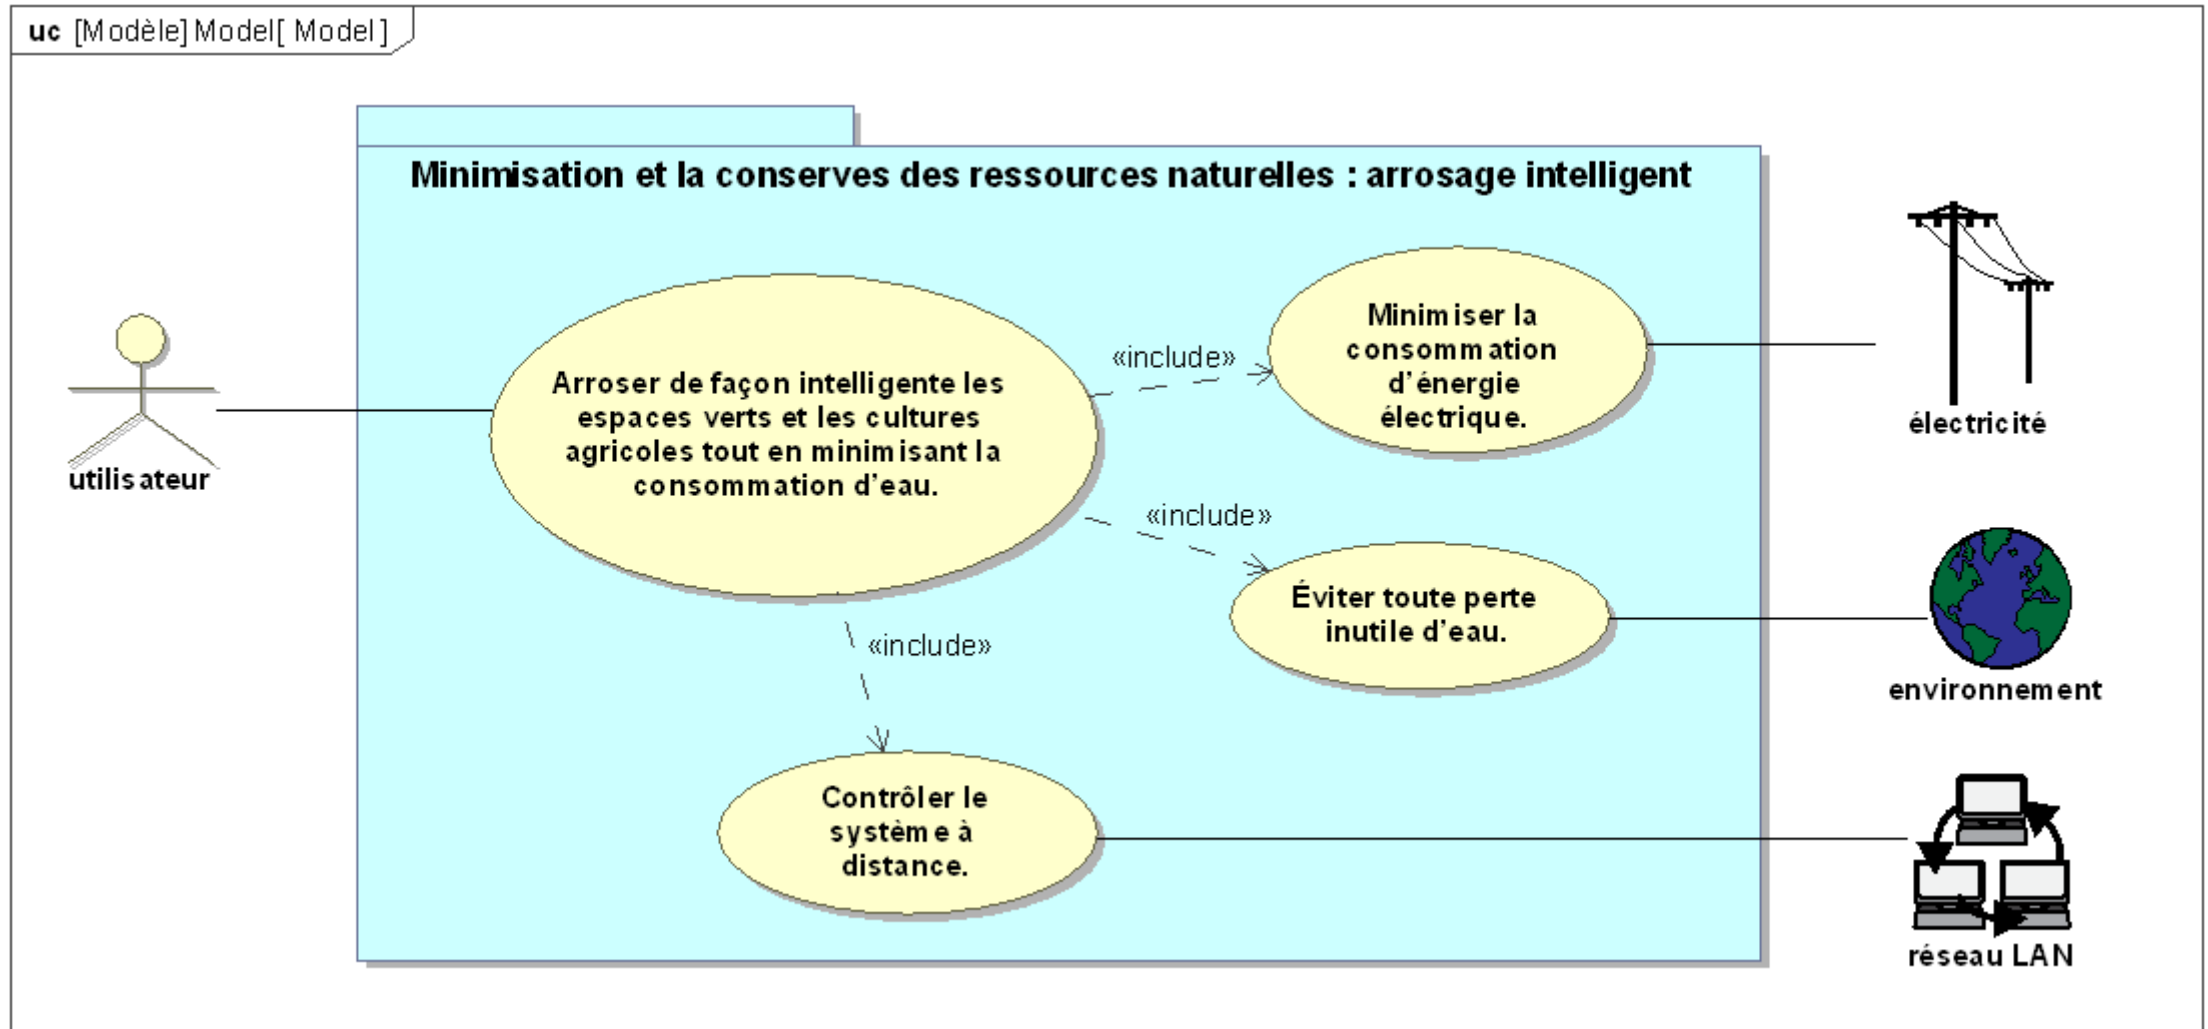 uc [Modèle] Model[ Model ]
Minimisation et la conserves des ressources naturelles : arrosage intelligent
Arroser de façon intelligente les
espaces verts et les cultures
agricoles tout en minimisant la
consommation d’eau.
«include»
Minimiser la
consommation
d’énergie
électrique.
électricité
utilisateur
«include»
Éviter toute perte
inutile d’eau.
environnement
«include»
Contrôler le
système à
distance.
réseau LAN